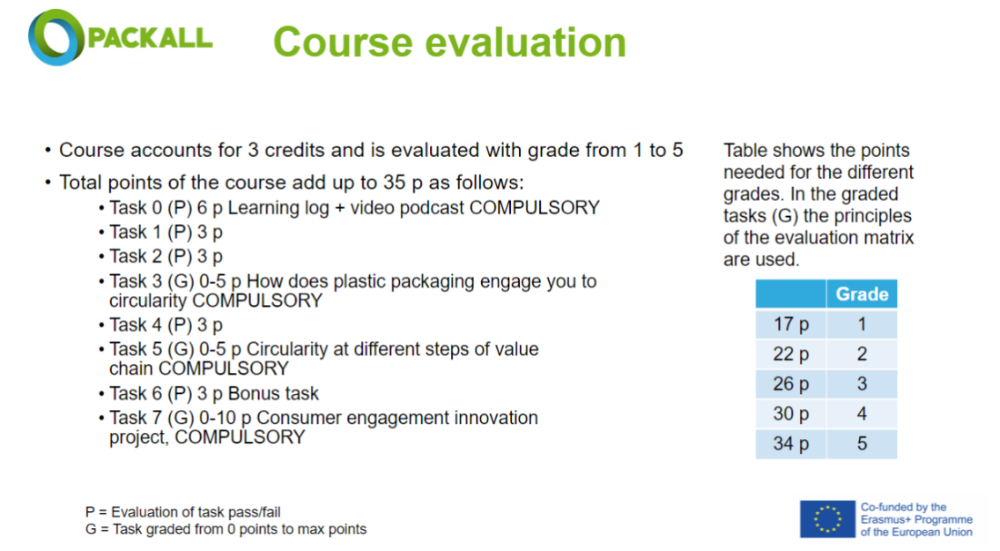 PACKALL
Course evaluation
• Course accounts for 3 credits and is evaluated with grade from 1 to 5
• Total points of the course add up to 35 p as follows:
• Task 0 (P) 6 p Learning log + video podcast COMPULSORY
• Task 1 (P) 3 p
• Task 2 (P) 3 p
• Task 3 (G) 0-5 p How does plastic packaging engage you to
circularity COMPULSORY
• Task 4 (P) 3 p
• Task 5 (G) 0-5 p Circularity at different steps of value
chain COMPULSORY
• Task 6 (P) 3 p Bonus task
• Task 7 (G) 0-10 p Consumer engagement innovation
project, COMPULSORY
Table shows the points
needed for the different
grades. In the graded
tasks (G) the principles
of the evaluation matrix
are used.
Grade
17 p 1
22 p 2
26 p 3
30 p 4
34 p 5
P = Evaluation of task pass/fail
G = Task graded from 0 points to max points
Co-funded by the
Erasmus+ Programme
of the European Union